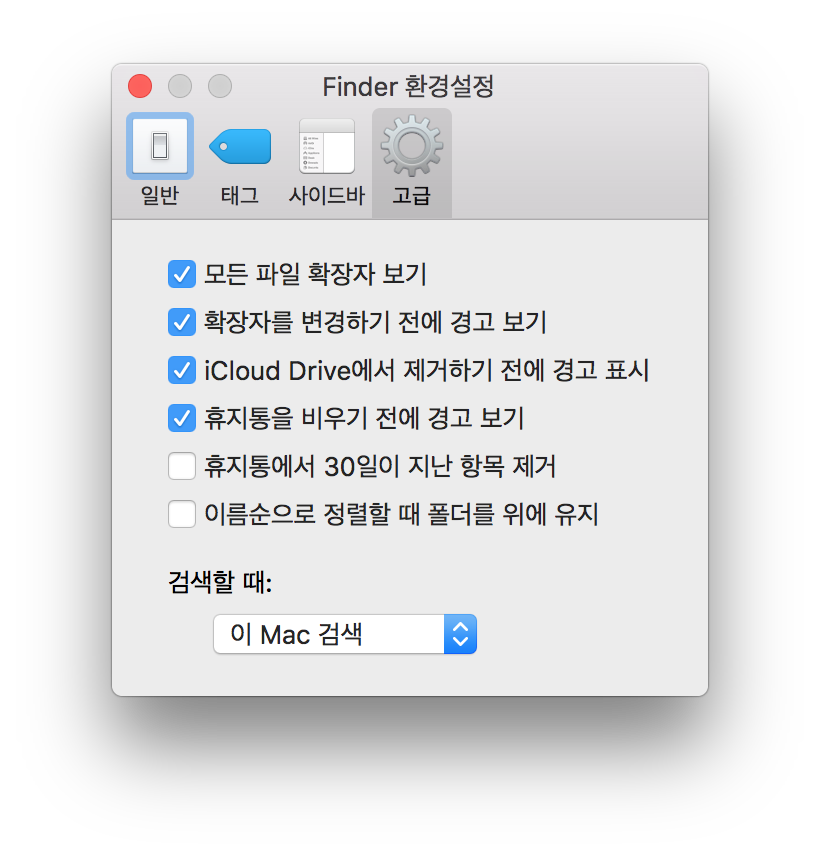 Finder 환경설정
일반 태그 사이드바 고급
모든 파일 확장자 보기
확장자를 변경하기 전에 경고 보기
iCloud Drive에서 제거하기 전에 경고 표시
휴지통을 비우기 전에 경고 보기
휴지통에서 30일이 지난 항목 제거
이름순으로 정렬할 때 폴더를 위에 유지
검색할 때:
이 Mac 검색